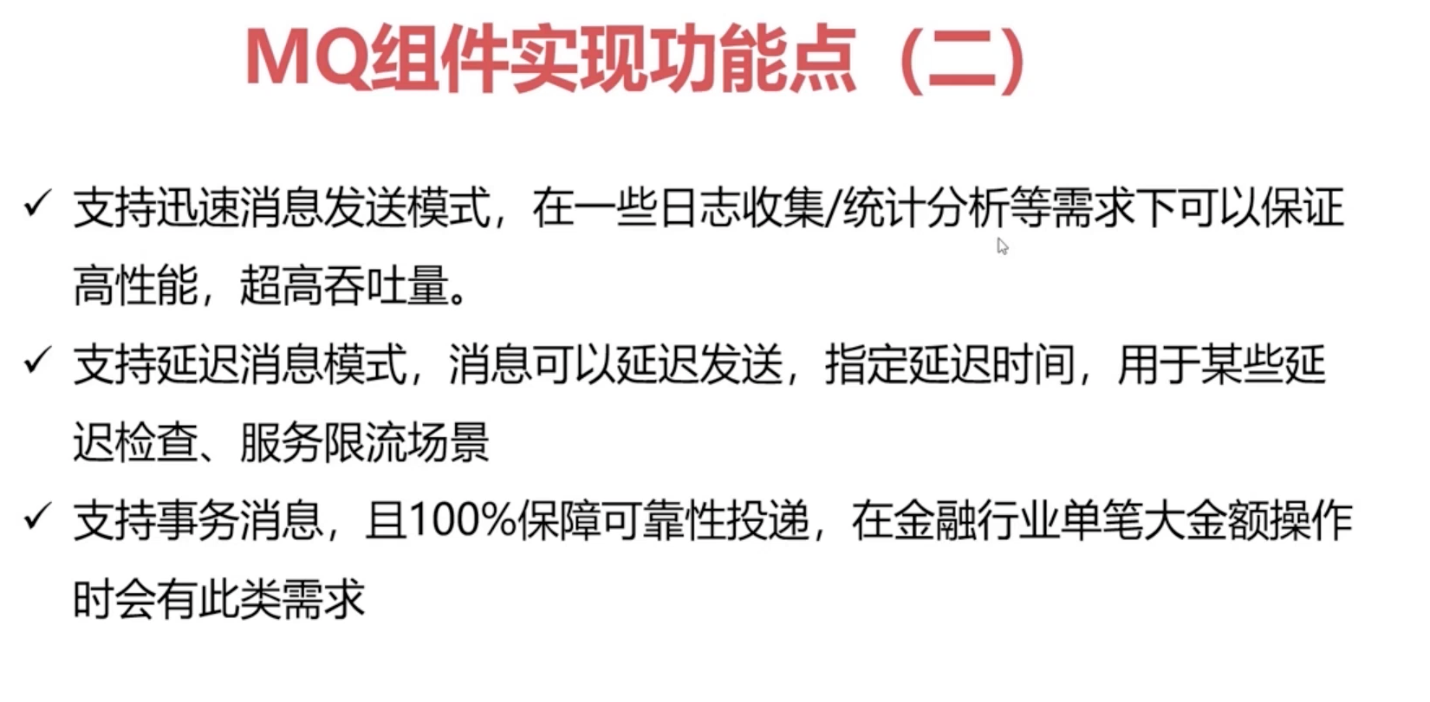 MQ组件实现功能点（二）
✓ 支持迅速消息发送模式，在一些日志收集/统计分析等需求下可以保证
高性能，超高吞吐量。
✓ 支持延迟消息模式，消息可以延迟发送，指定延迟时间，用于某些延
迟检查、服务限流场景
✓ 支持事务消息，且100%保障可靠性投递，在金融行业单笔大金额操作
时会有此类需求